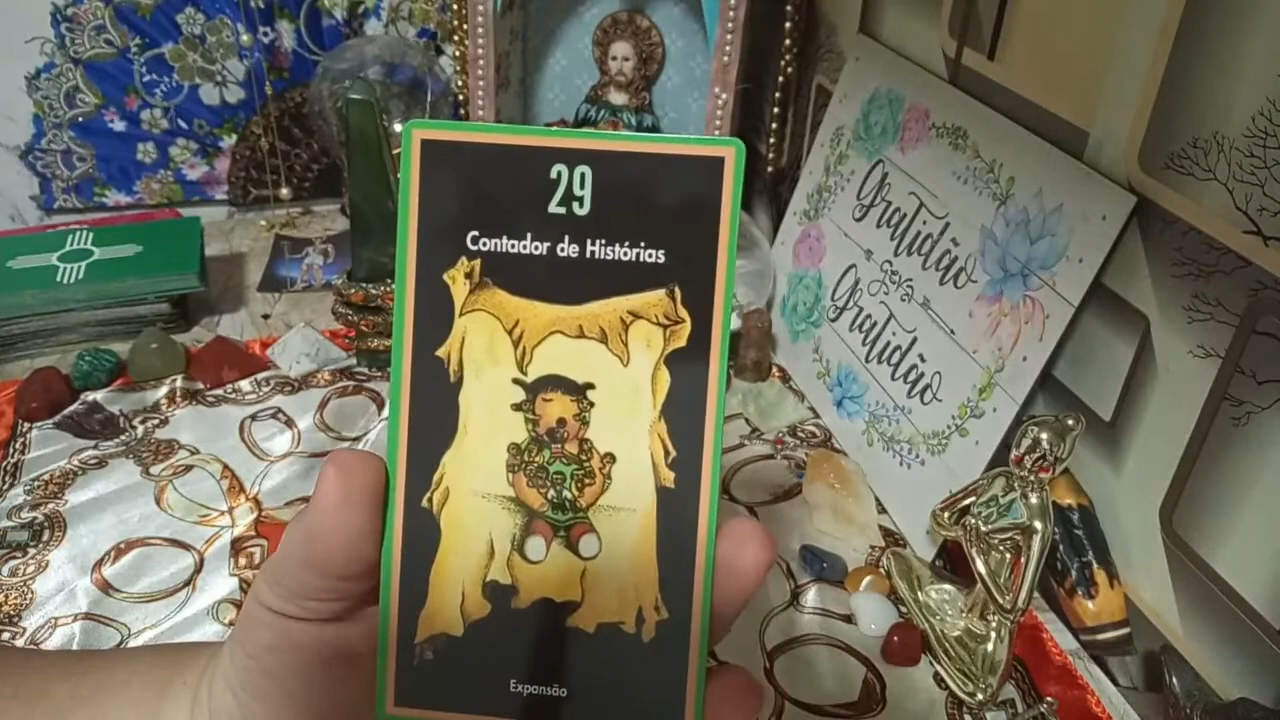 29
Contador de Histórias
Expansão
Gratidão
Gera
Gratidão